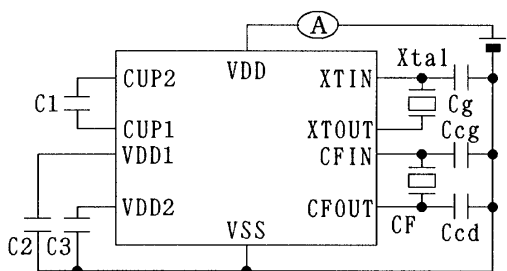 A
VDD
Xtal
CUP2
XTIN
C1
Cg
CUP1
XTOUT
Ccg
VDD1
CFIN
VDD2
CFOUT
CF
VSS
Ccd
C2
C3